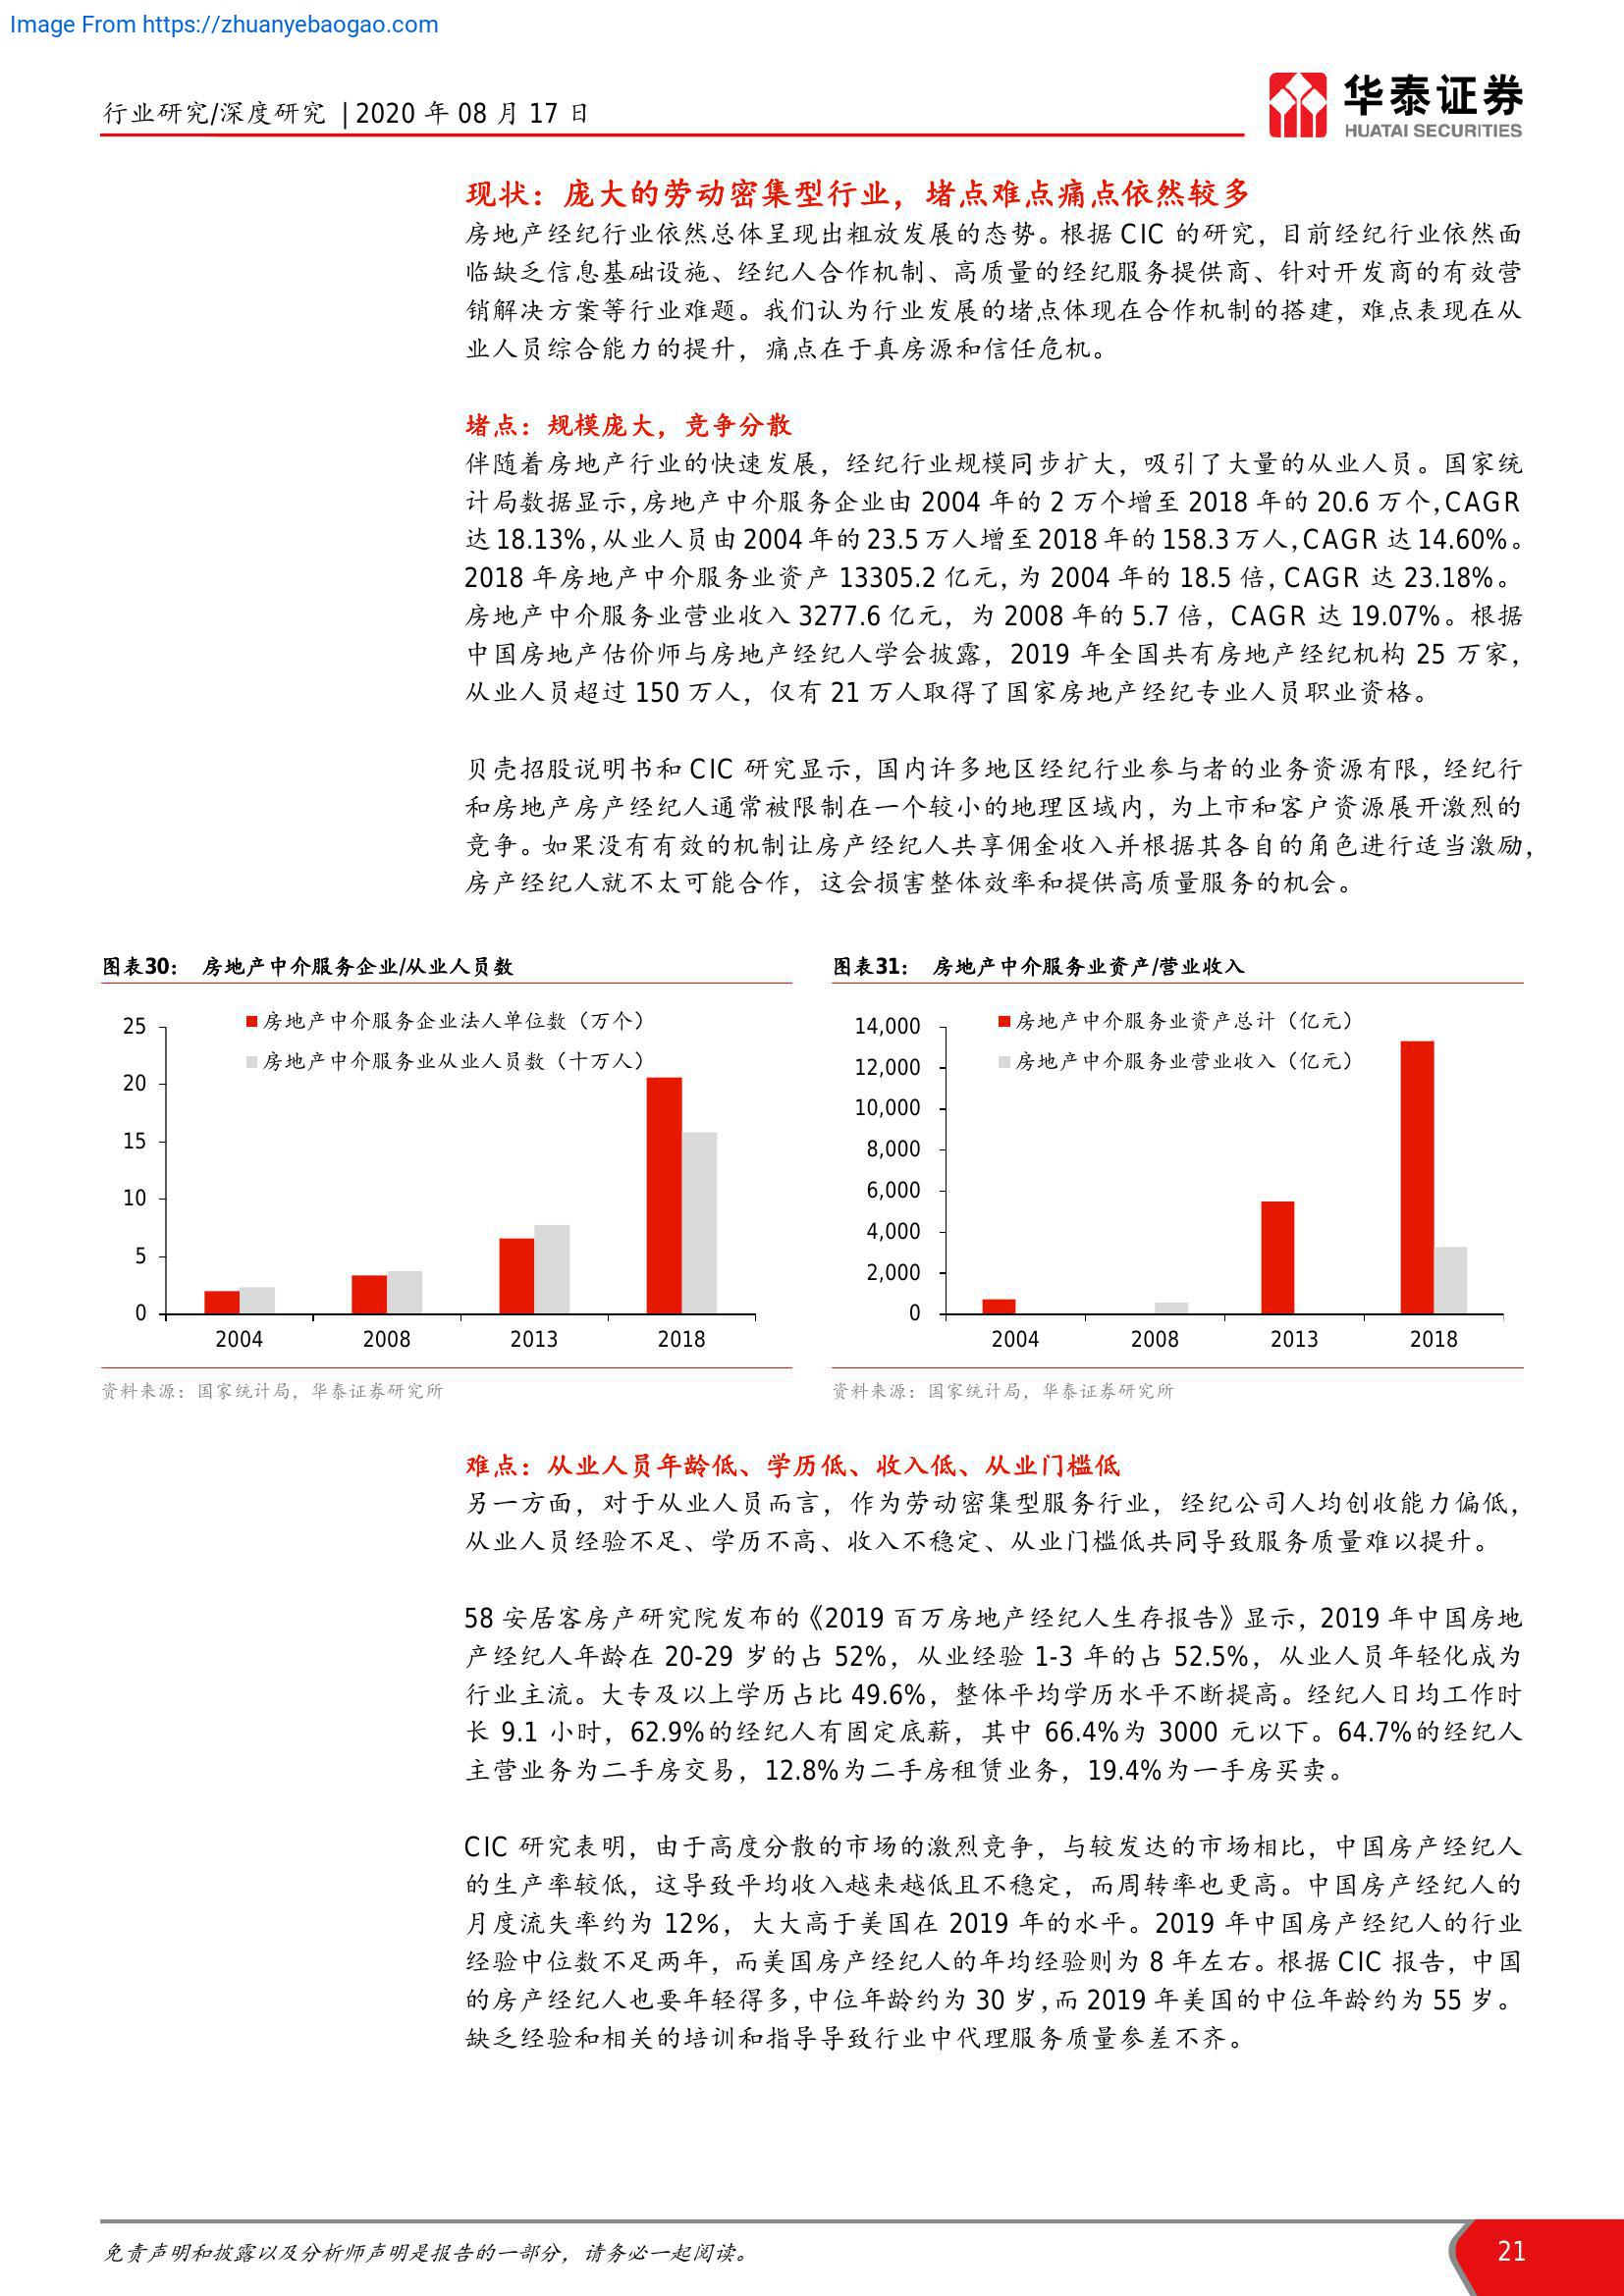 Image From https://zhuanyebaogao.com
行业研究/深度研究 | 2020 年 08 月 17 日
华泰证券
HUATAI SECURITIES
现状：庞大的劳动密集型行业，堵点难点痛点依然较多
房地产经纪行业依然总体呈现出粗放发展的态势。根据 CIC 的研究，目前经纪行业依然面
临缺乏信息基础设施、经纪人合作机制、高质量的经纪服务提供商、针对开发商的有效营
销解决方案等行业难题。我们认为行业发展的堵点体现在合作机制的搭建，难点表现在从
业人员综合能力的提升，痛点在于真房源和信任危机。
堵点：规模庞大，竞争分散
伴随着房地产行业的快速发展，经纪行业规模同步扩大，吸引了大量的从业人员。国家统
计局数据显示，房地产中介服务企业由 2004 年的 2 万个增至 2018 年的 20.6 万个，CAGR
达 18.13%，从业人员由 2004 年的 23.5 万人增至 2018 年的 158.3 万人，CAGR 达 14.60%。
2018 年房地产中介服务业资产 13305.2 亿元，为 2004 年的 18.5 倍，CAGR 达 23.18%。
房地产中介服务业营业收入 3277.6 亿元，为 2008 年的 5.7 倍，CAGR 达 19.07%。根据
中国房地产估价师与房地产经纪人学会披露，2019 年全国共有房地产经纪机构 25 万家，
从业人员超过 150 万人，仅有 21 万人取得了国家房地产经纪专业人员职业资格。
贝壳招股说明书和 CIC 研究显示，国内许多地区经纪行业参与者的业务资源有限，经纪行
和房地产房产经纪人通常被限制在一个较小的地理区域内，为上市和客户资源展开激烈的
竞争。如果没有有效的机制让房产经纪人共享佣金收入并根据其各自的角色进行适当激励，
房产经纪人就不太可能合作，这会损害整体效率和提供高质量服务的机会。
图表30： 房地产中介服务企业/从业人员数
房地产中介服务企业法人单位数（万个）
房地产中介服务业从业人员数（十万人）
25
20
15
10
5
0
2004 2008 2013 2018
资料来源：国家统计局，华泰证券研究所
图表31： 房地产中介服务业资产/营业收入
房地产中介服务业资产总计（亿元）
房地产中介服务业营业收入（亿元）
14,000
12,000
10,000
8,000
6,000
4,000
2,000
0
2004 2008 2013 2018
资料来源：国家统计局，华泰证券研究所
难点：从业人员年龄低、学历低、收入低、从业门槛低
另一方面，对于从业人员而言，作为劳动密集型服务行业，经纪公司人均创收能力偏低，
从业人员经验不足、学历不高、收入不稳定、从业门槛低共同导致服务质量难以提升。
58 安居客房产研究院发布的《2019 百万房地产经纪人生存报告》显示，2019 年中国房地
产经纪人年龄在 20-29 岁的占 52%，从业经验 1-3 年的占 52.5%，从业人员年轻化成为
行业主流。大专及以上学历占比 49.6%，整体平均学历水平不断提高。经纪人日均工作时
长 9.1 小时，62.9%的经纪人有固定底薪，其中 66.4%为 3000 元以下。64.7%的经纪人
主营业务为二手房交易，12.8%为二手房租赁业务，19.4%为一手房买卖。
CIC 研究表明，由于高度分散的市场的激烈竞争，与较发达的市场相比，中国房产经纪人
的生产率较低，这导致平均收入越来越低且不稳定，而周转率也更高。中国房产经纪人的
月度流失率约为 12%，大大高于美国在 2019 年的水平。2019 年中国房产经纪人的行业
经验中位数不足两年，而美国房产经纪人的年均经验则为 8 年左右。根据 CIC 报告，中国
的房产经纪人也要年轻得多，中位年龄约为 30 岁，而 2019 年美国的中位年龄约为 55 岁。
缺乏经验和相关的培训和指导导致行业中代理服务质量参差不齐。
免责声明和披露以及分析师声明是报告的一部分，请务必一起阅读。
21